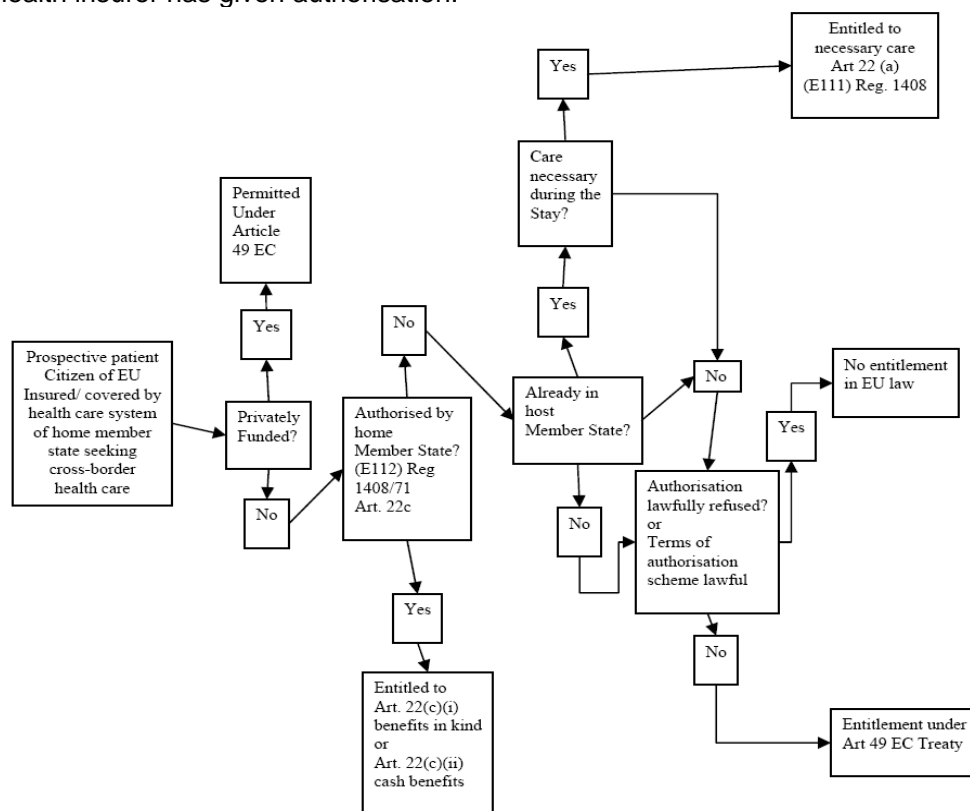 health insurer has given authorisation.
Entitled to
necessary care
Art 22 (a)
(E111) Reg. 1408
Yes
Care
necessary
during the
Stay?
Permitted
Under
Article
49 EC
Yes
Yes
No
Prospective patient
Citizen of EU
Insured/ covered by
health care system
of home member
state seeking
cross-border
health care
Privately
Funded?
No
Authorised by
home
Member State?
(E112) Reg
1408/71
Art. 22c
Already in
host
Member State?
No
No entitlement
in EU law
Yes
No
Authorisation
lawfully refused?
or
Terms of
authorisation
scheme lawful
Yes
No
Entitled to
Art. 22(c)(i)
benefits in kind
or
Art. 22(c)(ii)
cash benefits
Entitlement under
Art 49 EC Treaty